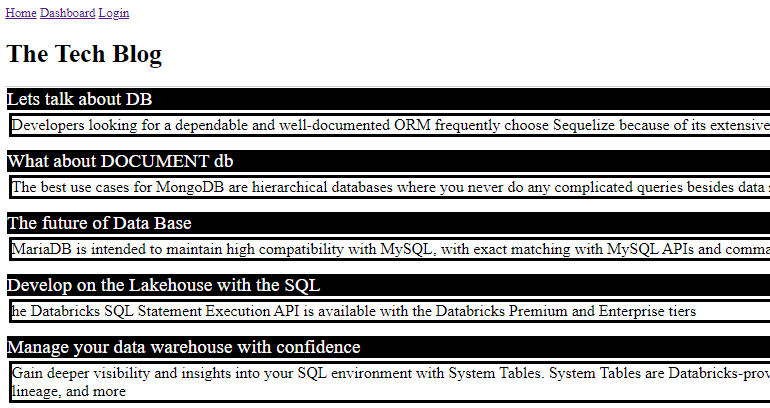 Home Dashboard Login
The Tech Blog
Lets talk about DB
Developers looking for a dependable and well-documented ORM frequently choose Sequelize because of its extensive
What about DOCUMENT db
The best use cases for MongoDB are hierarchical databases where you never do any complicated queries besides data
The future of Data Base
MariaDB is intended to maintain high compatibility with MySQL, with exact matching with MySQL APIs and comma
Develop on the Lakehouse with the SQL
he Databricks SQL Statement Execution API is available with the Databricks Premium and Enterprise tiers
Manage your data warehouse with confidence
Gain deeper visibility and insights into your SQL environment with System Tables. System Tables are Databricks-prov
lineage, and more